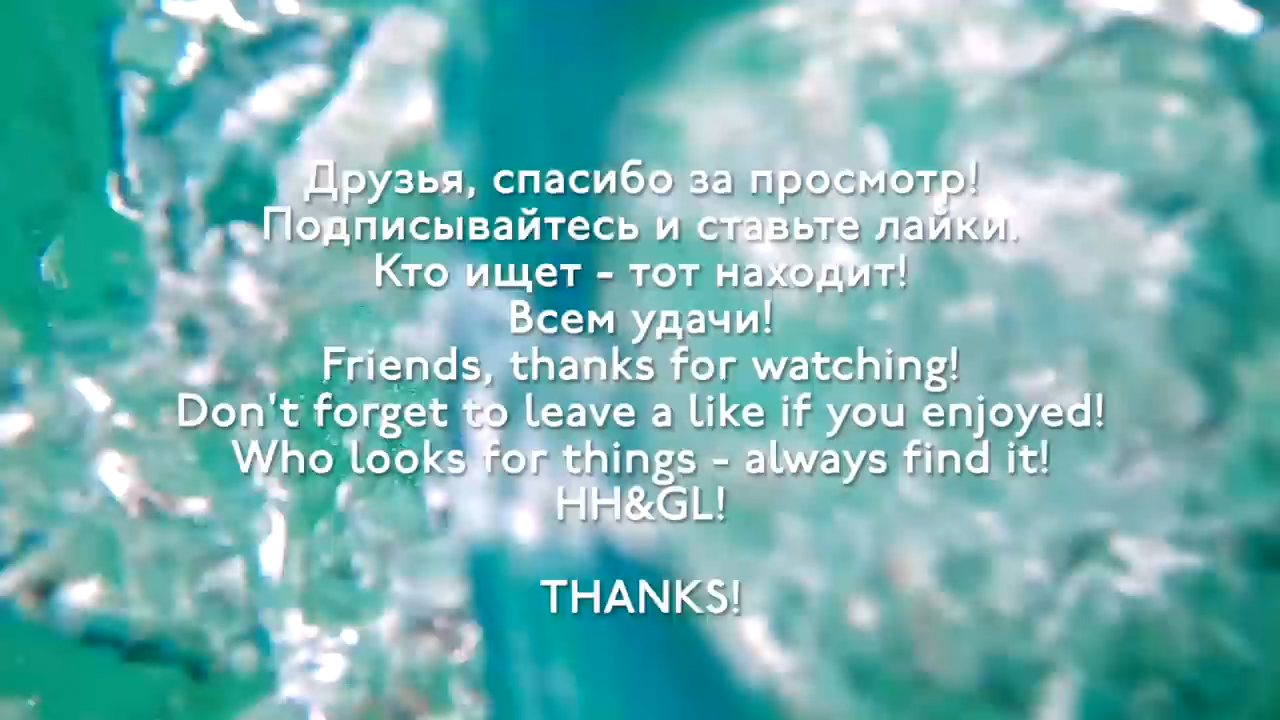 Друзья, спасибо за просмотр!
Подписывайтесь и ставьте лайки.
Кто ищет - тот находит!
Всем удачи!
Friends, thanks for watching!
Don't forget to leave a like if you enjoyed!
Who looks for things - always find it!
HH&GL!
THANKS!